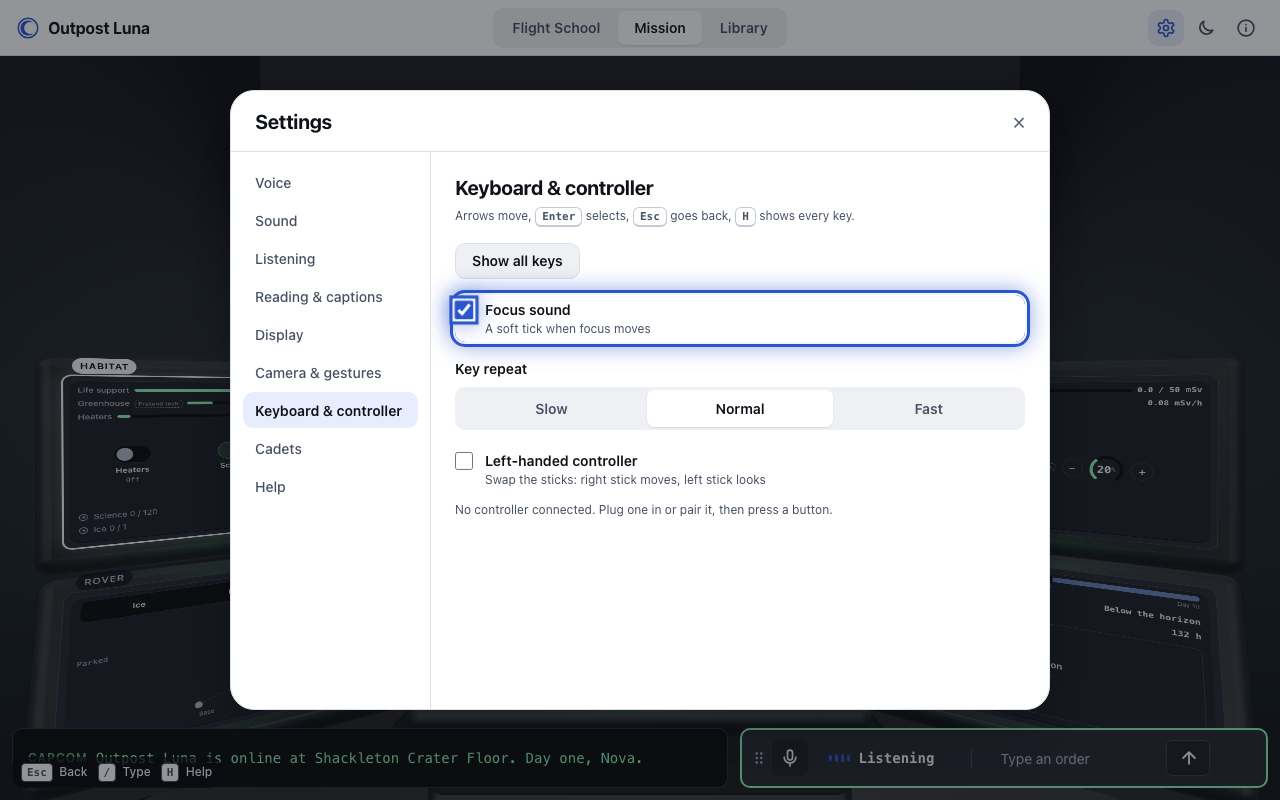 Outpost Luna
Flight School
Mission
Library
Settings
Voice
Sound
Listening
Reading & captions
Display
Camera & gestures
Keyboard & controller
Cadets
Help
Keyboard & controller
Arrows move, Enter selects, Esc goes back, H shows every key.
Show all keys
Focus sound
A soft tick when focus moves
Key repeat
Slow
Normal
Fast
Left-handed controller
Swap the sticks: right stick moves, left stick looks
No controller connected. Plug one in or pair it, then press a button.
HABITAT
Life support
Greenhouse Pretend tech
Heaters
Heaters
Off
Science 0 / 120
Ice 0 / 1
ROVER
Ice
Parked
Base
0.0 / 50 mSv
0.08 mSv/h
−
20
+
Below the horizon
132 h
CAPCOM Outpost Luna is online at Shackleton Crater Floor. Day one, Nova.
Esc Back / Type H Help
Listening
Type an order